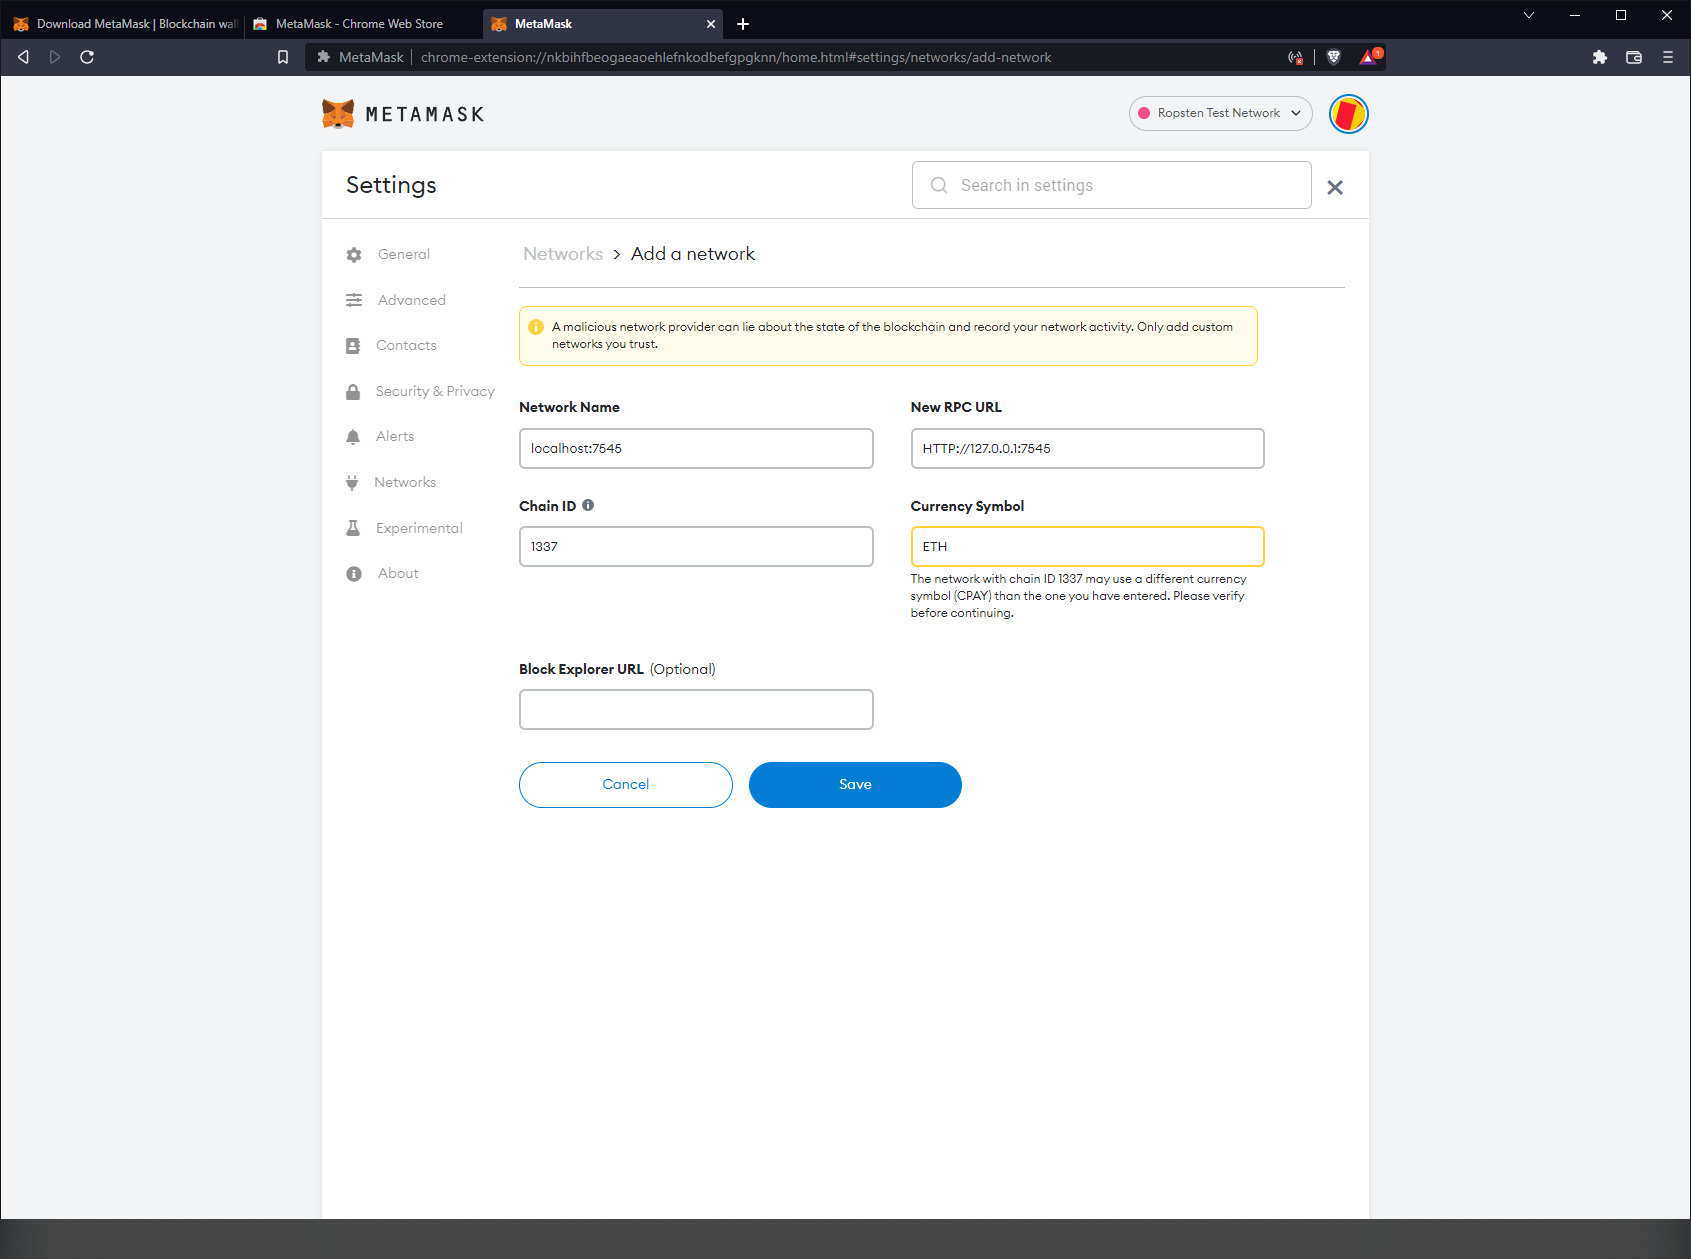 Download MetaMask | Blockchain wal
MetaMask - Chrome Web Store
MetaMask
MetaMask
chrome-extension://nkbihfbeogaeaoehlefnkodbefgpgknn/home.html#settings/networks/add-network
1
METAMASK
Ropsten Test Network
Settings
Search in settings
General
Advanced
Contacts
Security & Privacy
Alerts
Networks
Experimental
About
Networks > Add a network
A malicious network provider can lie about the state of the blockchain and record your network activity. Only add custom
networks you trust.
Network Name
localhost:7545
New RPC URL
HTTP://127.0.0.1:7545
Chain ID
1337
Currency Symbol
ETH
The network with chain ID 1337 may use a different currency
symbol (CPAY) than the one you have entered. Please verify
before continuing.
Block Explorer URL (Optional)
Cancel
Save